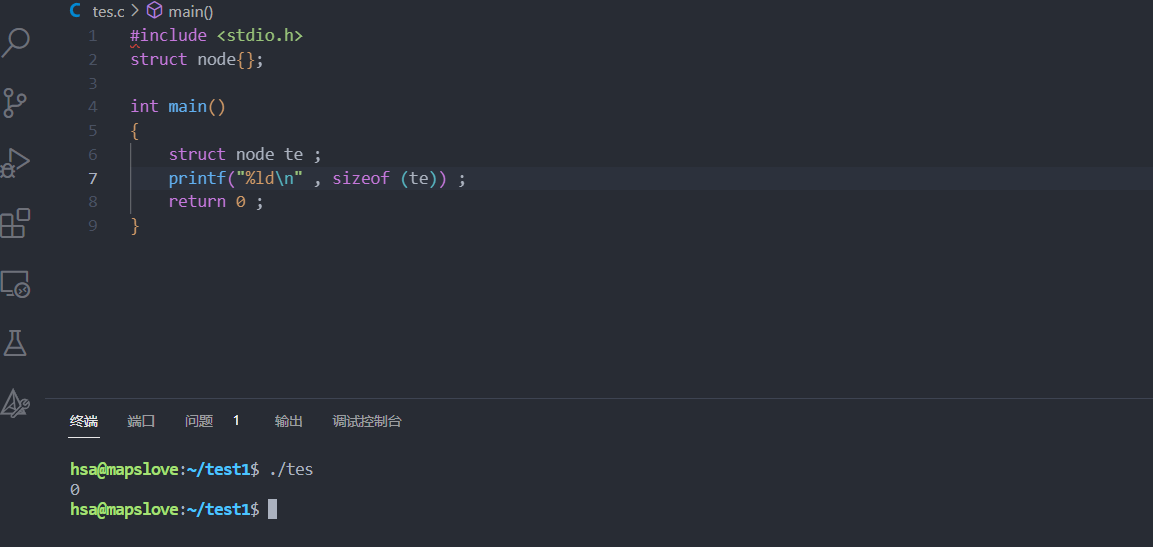 C tes.c > main()
1 #include <stdio.h>
2 struct node{};
3
4 int main()
5 {
6 struct node te ;
7 printf("%ld\n" , sizeof (te)) ;
8 return 0 ;
9 }
终端 端口 问题 1 输出 调试控制台
hsa@mapslove:~/test1$ ./tes
0
hsa@mapslove:~/test1$